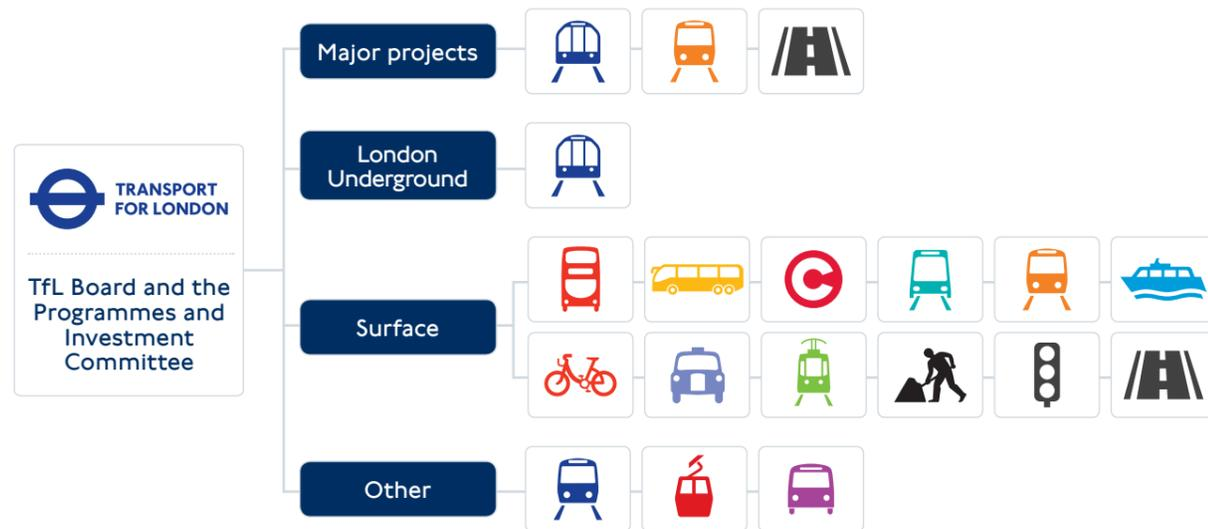 TRANSPORT
FOR LONDON
TfL Board and the
Programmes and
Investment
Committee
Major projects
London
Underground
Surface
Other